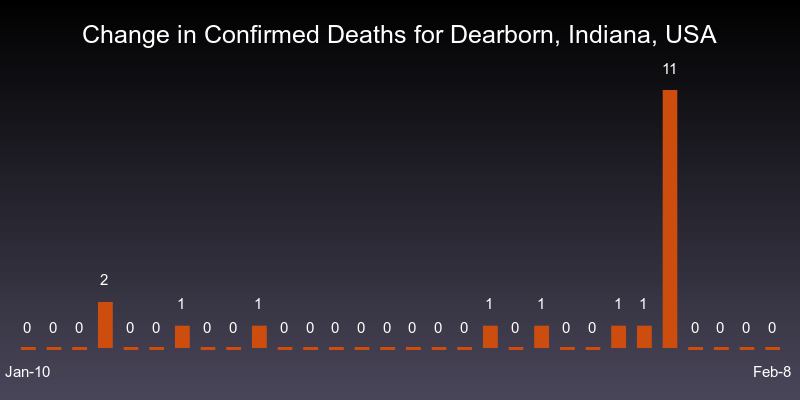 Change in Confirmed Deaths for Dearborn, Indiana, USA
11
2
1 1 1 1 1 1
0 0 0 0 0 0 0 0 0 0 0 0 0 0 0 0 0 0 0 0 0 0
Jan-10 Feb-8